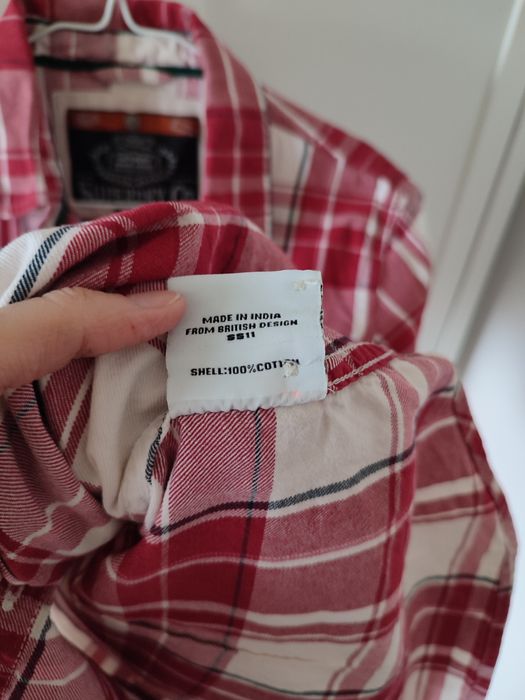 MADE IN INDIA
FROM BRITISH DESIGN
SS11
SHELL:100%COTTON